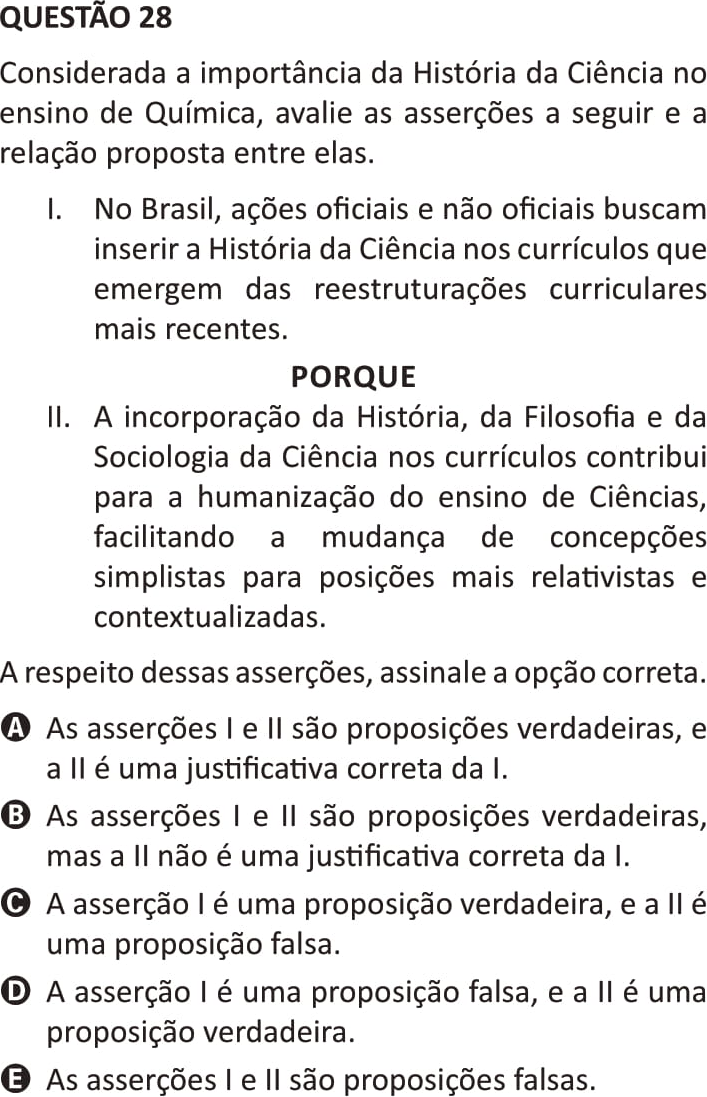 QUESTÃO 28
Considerada a importância da História da Ciência no
ensino de Química, avalie as asserções a seguir e a
relação proposta entre elas.
I. No Brasil, ações oficiais e não oficiais buscam
inserir a História da Ciência nos currículos que
emergem das reestruturações curriculares
mais recentes.
PORQUE
II. A incorporação da História, da Filosofia e da
Sociologia da Ciência nos currículos contribui
para a humanização do ensino de Ciências,
facilitando a mudança de concepções
simplistas para posições mais relativistas e
contextualizadas.
A respeito dessas asserções, assinale a opção correta.
A As asserções I e II são proposições verdadeiras, e
a II é uma justificativa correta da I.
B As asserções I e II são proposições verdadeiras,
mas a II não é uma justificativa correta da I.
C A asserção I é uma proposição verdadeira, e a II é
uma proposição falsa.
D A asserção I é uma proposição falsa, e a II é uma
proposição verdadeira.
E As asserções I e II são proposições falsas.